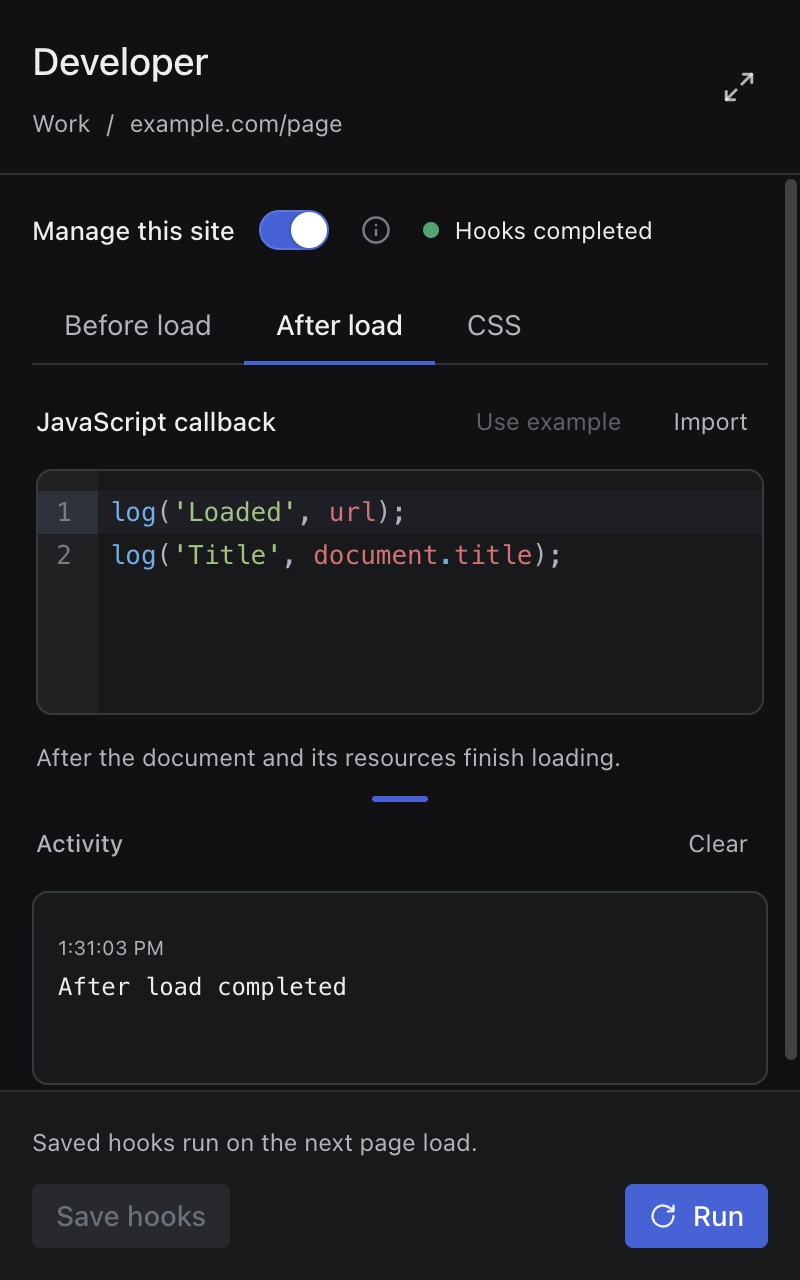 Developer
Work / example.com/page
Manage this site
Hooks completed
Before load
After load
CSS
JavaScript callback
Use example
Import
1 log('Loaded', url);
2 log('Title', document.title);
After the document and its resources finish loading.
Activity
Clear
1:31:03 PM
After load completed
Saved hooks run on the next page load.
Save hooks
Run